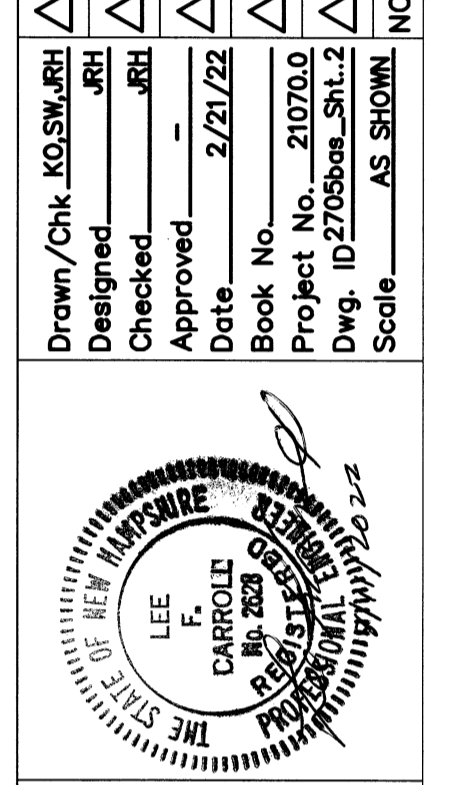 Drawn/Chk KO,SW,JRH
Designed JRH
Checked JRH
Approved --
Date 2/21/22
Book No.
Project No. 21070.0
Dwg. ID 2705bas_Sht..2
Scale AS SHOWN
NO
THE STATE OF NEW HAMPSHIRE
LEE
F.
CARROLL
No. 2628
REGISTERED
PROFESSIONAL ENGINEER
2022